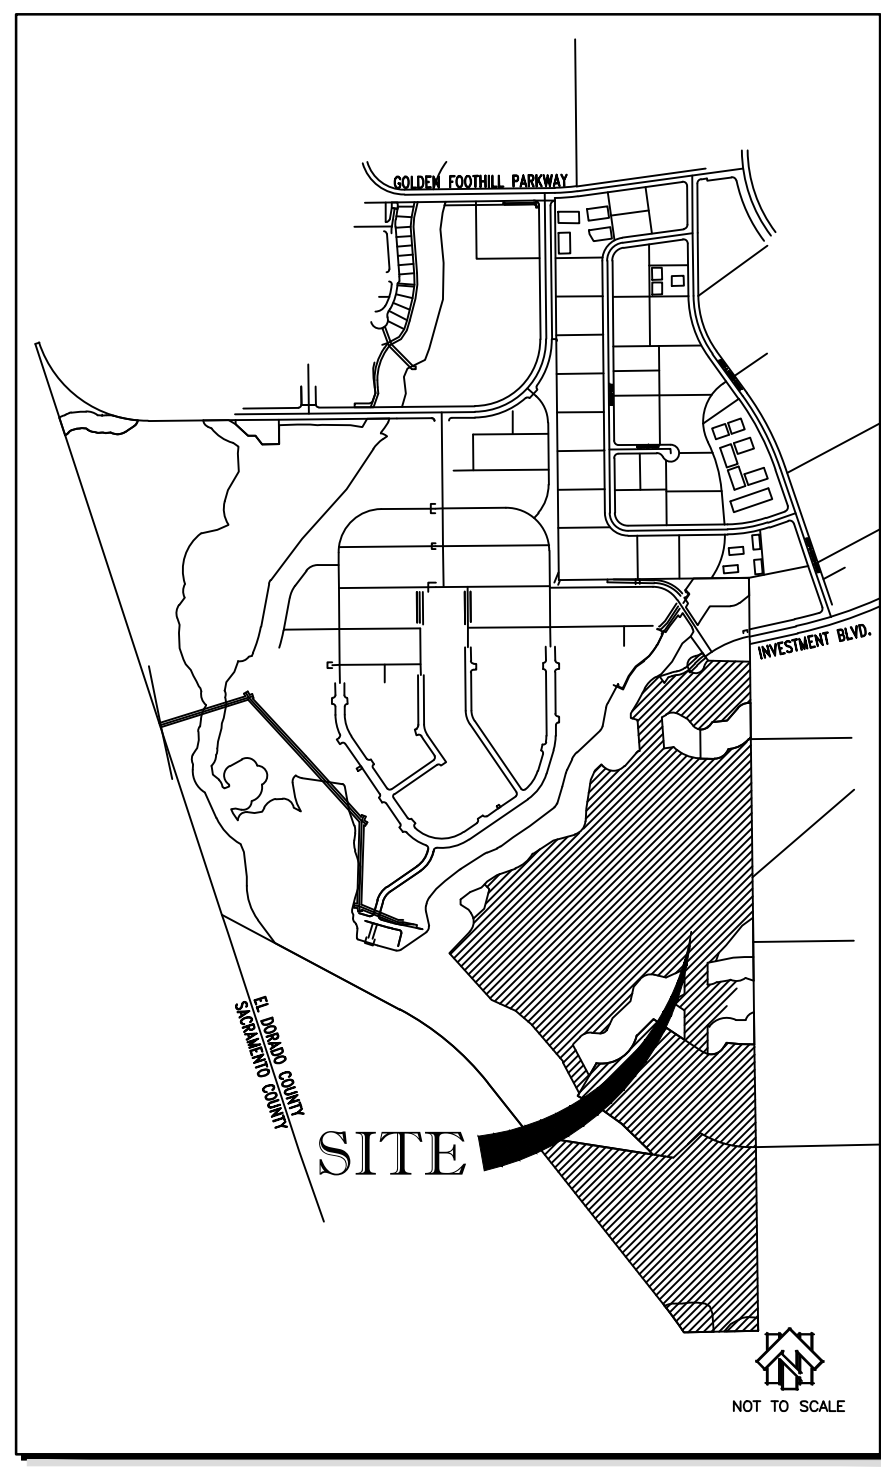 GOLDEN FOOTHILL PARKWAY
INVESTMENT BLVD.
EL DORADO COUNTY
SACRAMENTO COUNTY
SITE
N
NOT TO SCALE